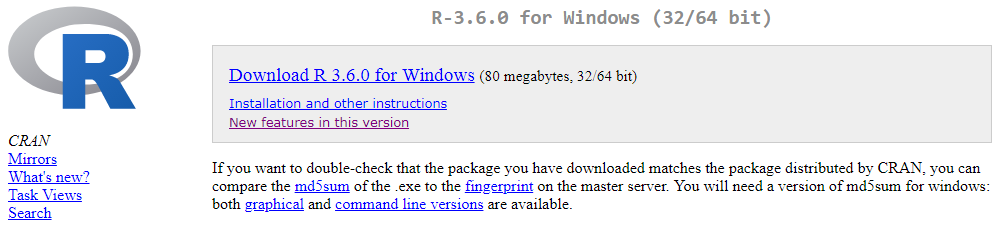 R
R-3.6.0 for Windows (32/64 bit)
Download R 3.6.0 for Windows (80 megabytes, 32/64 bit)
Installation and other instructions
New features in this version
CRAN
Mirrors
What's new?
Task Views
Search
If you want to double-check that the package you have downloaded matches the package distributed by CRAN, you can
compare the md5sum of the .exe to the fingerprint on the master server. You will need a version of md5sum for windows:
both graphical and command line versions are available.